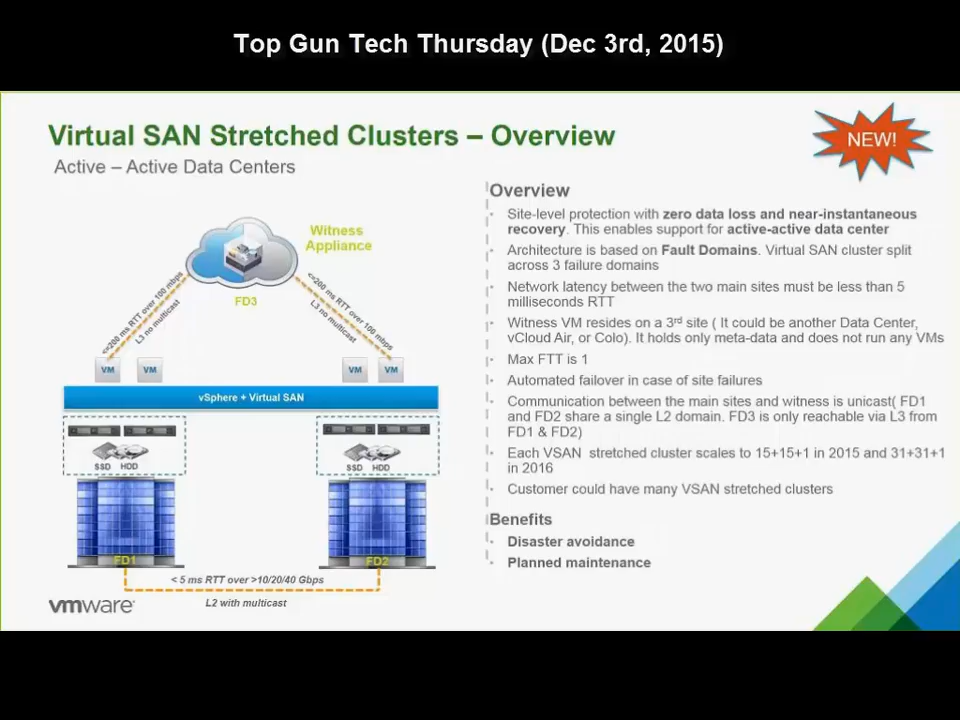 Top Gun Tech Thursday (Dec 3rd, 2015)
Virtual SAN Stretched Clusters – Overview
NEW!
Active – Active Data Centers
Witness
Appliance
FD3
<=200 ms RTT over 100 mbps
L3 no multicast
<=200 ms RTT over 100 mbps
L3 no multicast
VM
VM
VM
VM
vSphere + Virtual SAN
SSD
HDD
SSD
HDD
FD1
FD2
< 5 ms RTT over >10/20/40 Gbps
L2 with multicast
vmware
Overview
Site-level protection with zero data loss and near-instantaneous
recovery. This enables support for active-active data center
Architecture is based on Fault Domains. Virtual SAN cluster split
across 3 failure domains
Network latency between the two main sites must be less than 5
milliseconds RTT
Witness VM resides on a 3rd site ( It could be another Data Center,
vCloud Air, or Colo). It holds only meta-data and does not run any VMs
Max FTT is 1
Automated failover in case of site failures
Communication between the main sites and witness is unicast( FD1
and FD2 share a single L2 domain. FD3 is only reachable via L3 from
FD1 & FD2)
Each VSAN stretched cluster scales to 15+15+1 in 2015 and 31+31+1
in 2016
Customer could have many VSAN stretched clusters
Benefits
Disaster avoidance
Planned maintenance